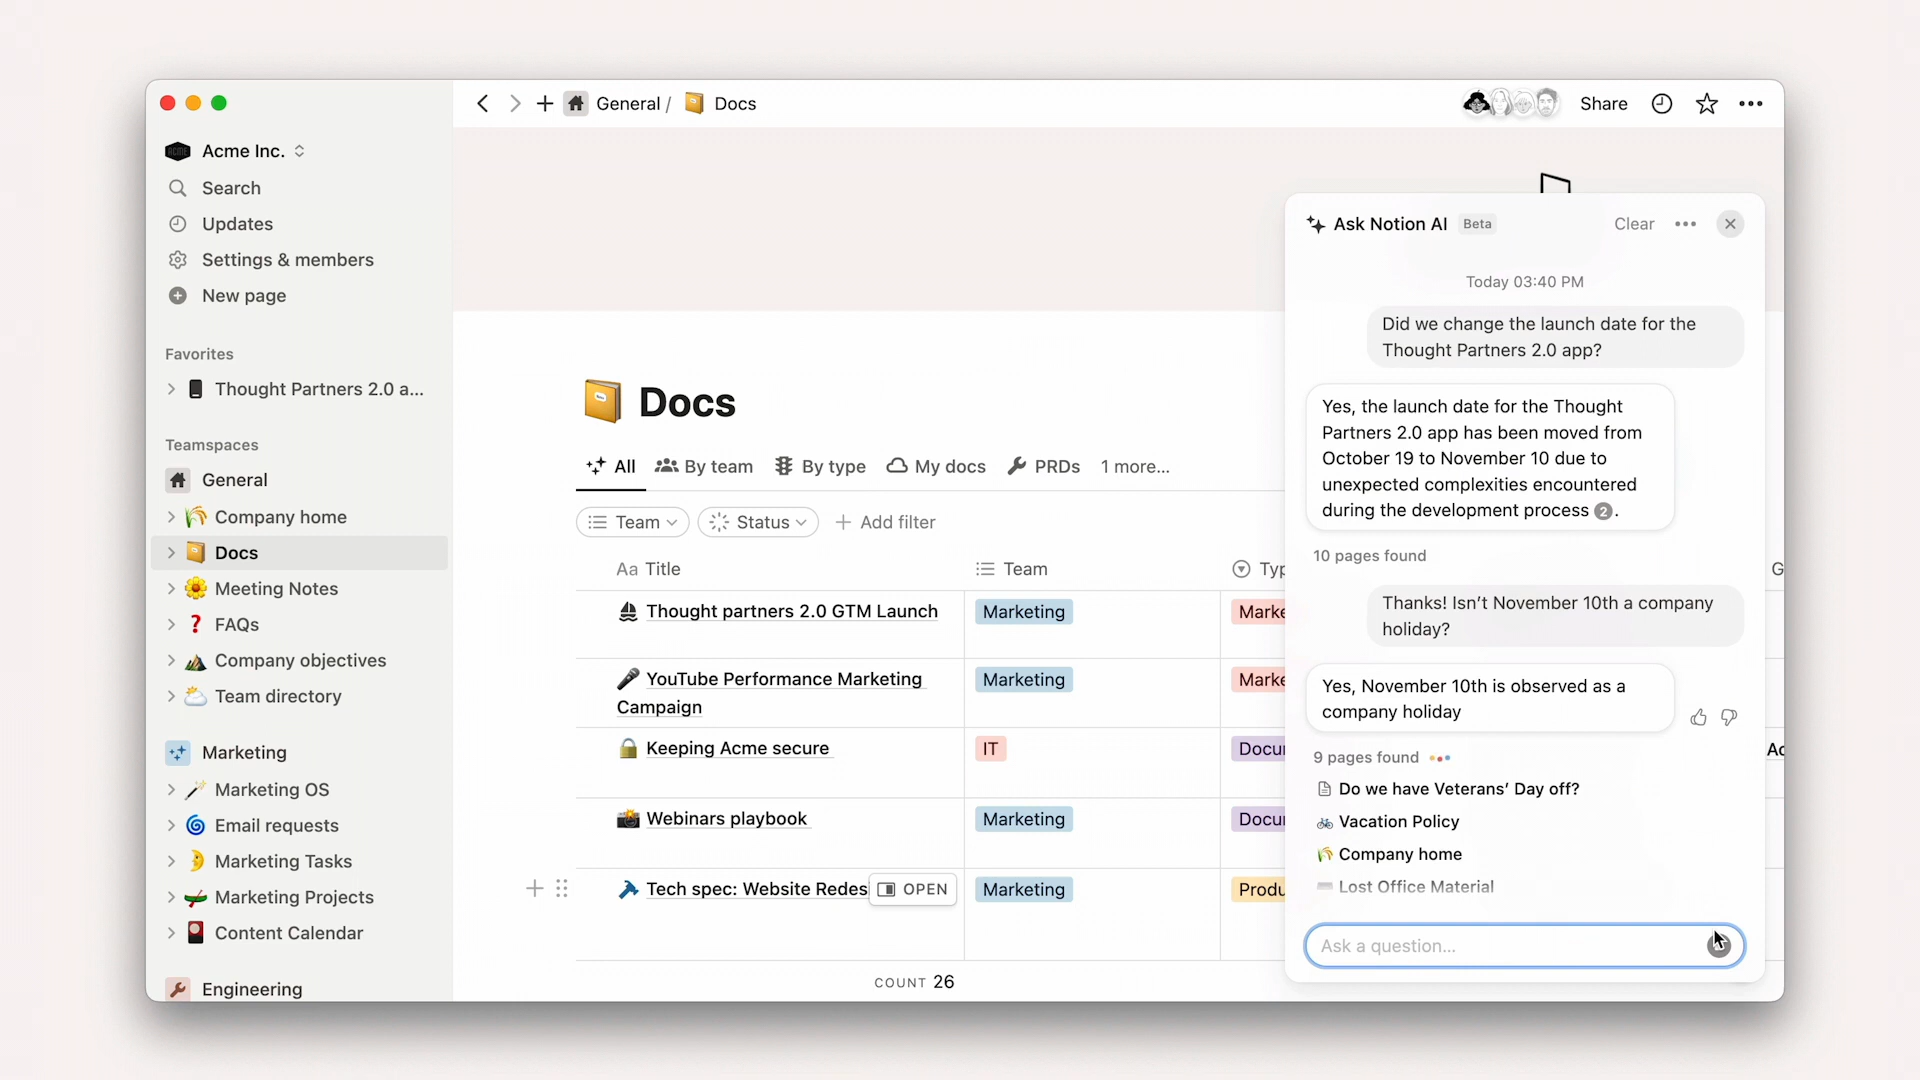 General / Docs
Share
ACME Acme Inc.
Search
Updates
Settings & members
New page
Favorites
Thought Partners 2.0 a...
Teamspaces
General
Company home
Docs
Meeting Notes
FAQs
Company objectives
Team directory
Marketing
Marketing OS
Email requests
Marketing Tasks
Marketing Projects
Content Calendar
Engineering
Docs
All By team By type My docs PRDs 1 more...
Team Status Add filter
Aa Title Team Typ G
Thought partners 2.0 GTM Launch Marketing Marke
YouTube Performance Marketing Marketing Marke
Campaign
Keeping Acme secure IT Docu Ac
Webinars playbook Marketing Docu
Tech spec: Website Redes OPEN Marketing Produ
COUNT 26
Ask Notion AI Beta Clear
Today 03:40 PM
Did we change the launch date for the
Thought Partners 2.0 app?
Yes, the launch date for the Thought
Partners 2.0 app has been moved from
October 19 to November 10 due to
unexpected complexities encountered
during the development process 2.
10 pages found
Thanks! Isn’t November 10th a company
holiday?
Yes, November 10th is observed as a
company holiday
9 pages found
Do we have Veterans’ Day off?
Vacation Policy
Company home
Lost Office Material
Ask a question...